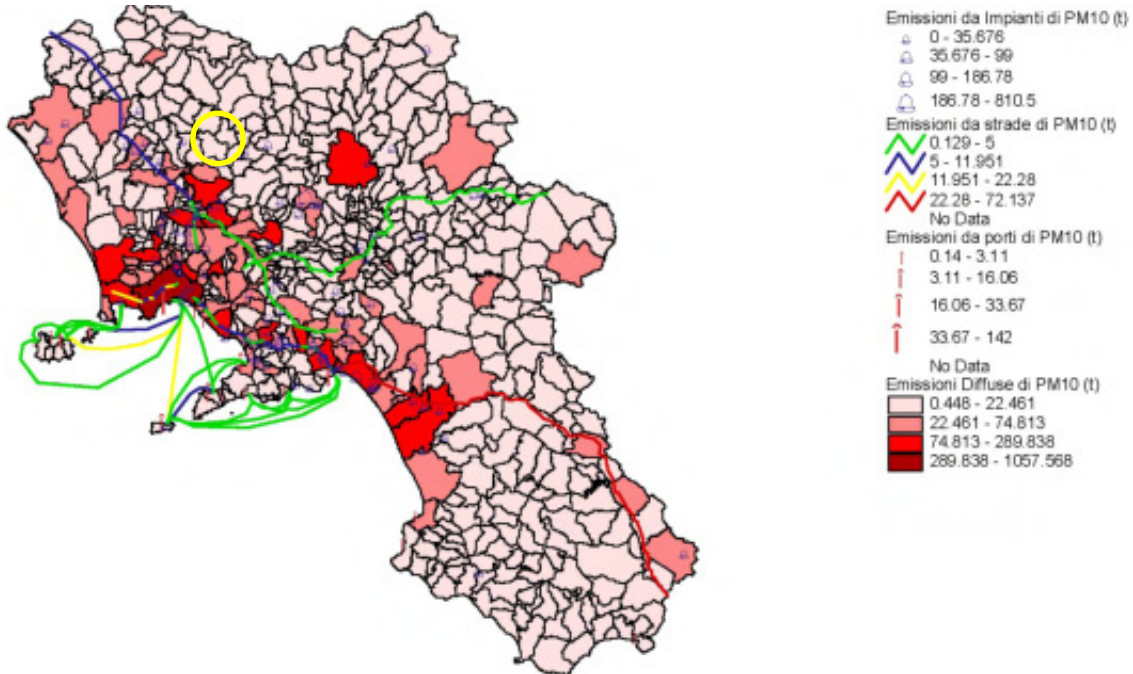 Emissioni da Impianti di PM10 (t)
0 - 35.676
35.676 - 99
99 - 186.78
186.78 - 810.5
Emissioni da strade di PM10 (t)
0.129 - 5
5 - 11.951
11.951 - 22.28
22.28 - 72.137
No Data
Emissioni da porti di PM10 (t)
0.14 - 3.11
3.11 - 16.06
16.06 - 33.67
33.67 - 142
No Data
Emissioni Diffuse di PM10 (t)
0.448 - 22.461
22.461 - 74.813
74.813 - 289.838
289.838 - 1057.568